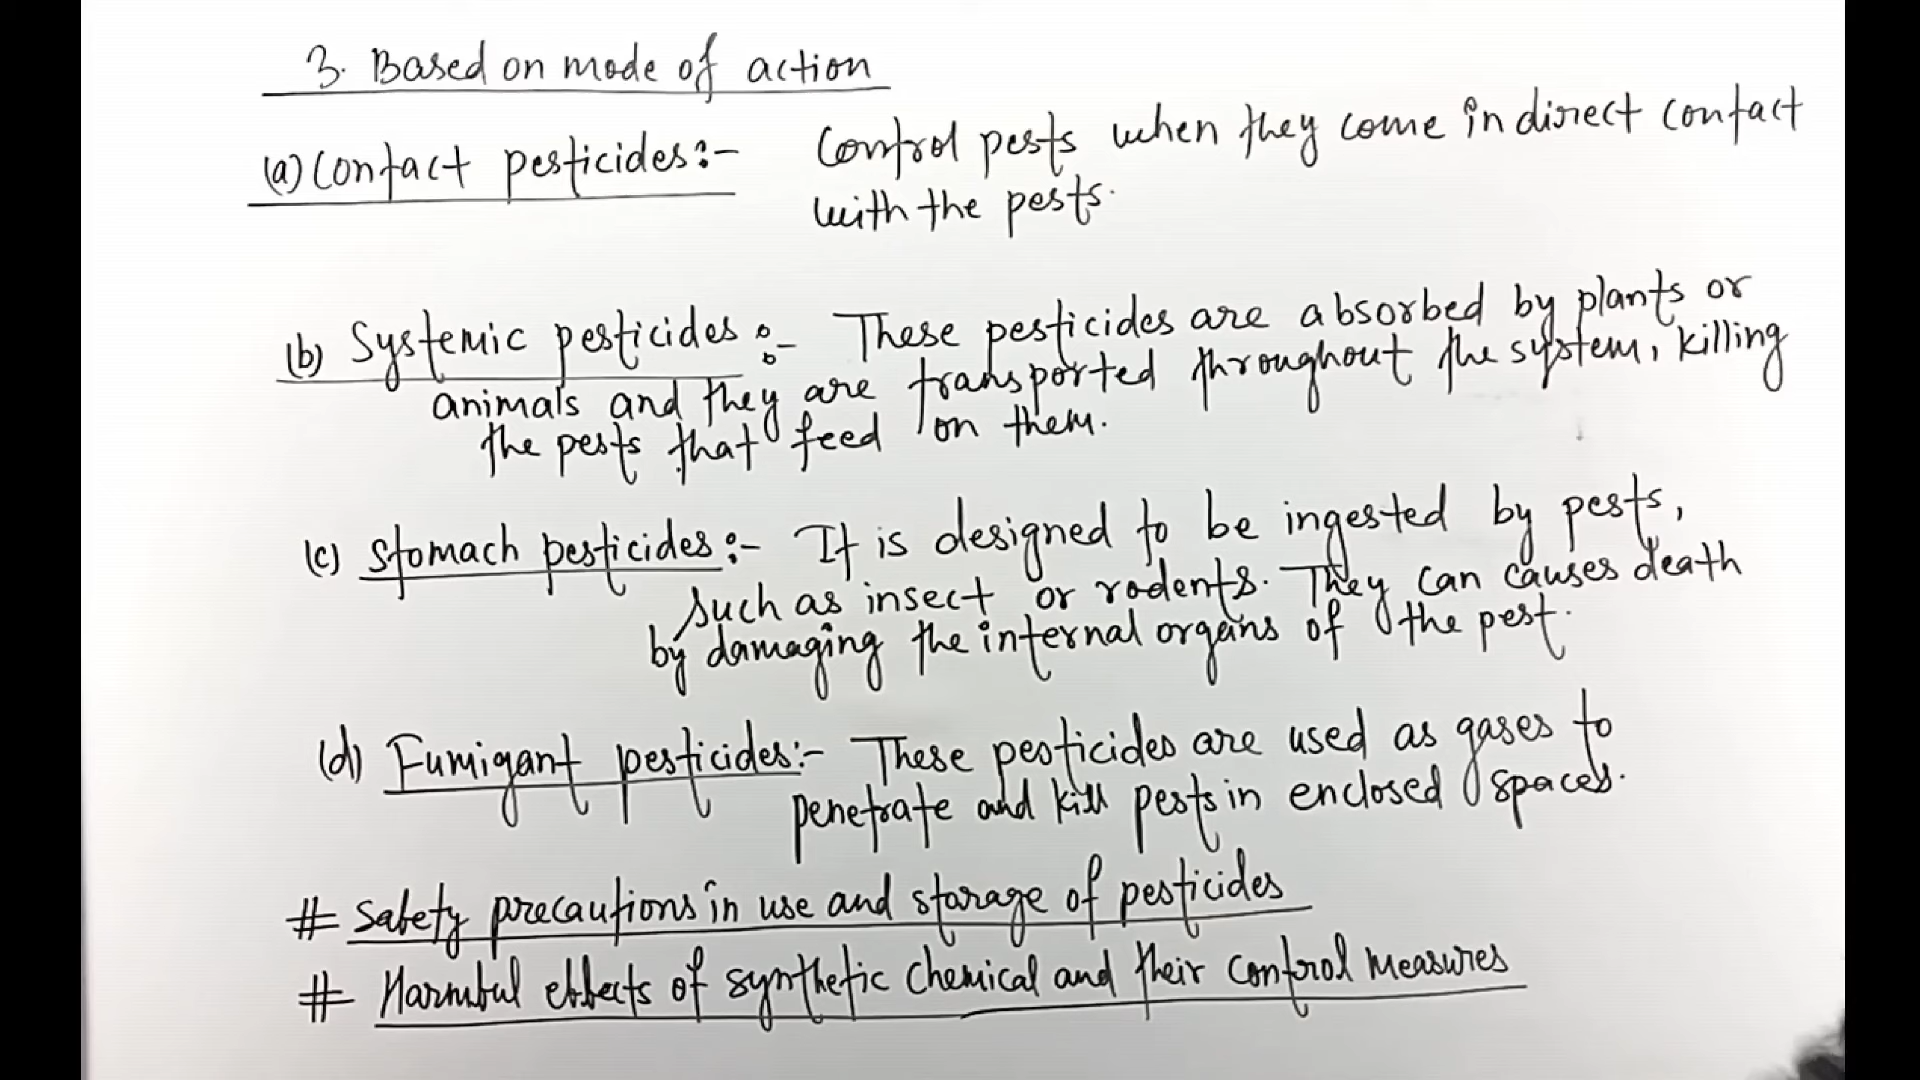 3. Based on mode of action
(a) Contact pesticides:- Control pests when they come in direct contact
with the pests.
(b) Systemic pesticides :- These pesticides are absorbed by plants or
animals and they are transported throughout the system, killing
the pests that feed on them.
(c) Stomach pesticides:- It is designed to be ingested by pests,
such as insect or rodents. They can causes death
by damaging the internal organs of the pest.
(d) Fumigant pesticides:- These pesticides are used as gases to
penetrate and kill pests in enclosed spaces.
# Safety precautions in use and storage of pesticides
# Harmful effects of synthetic chemical and their control measures